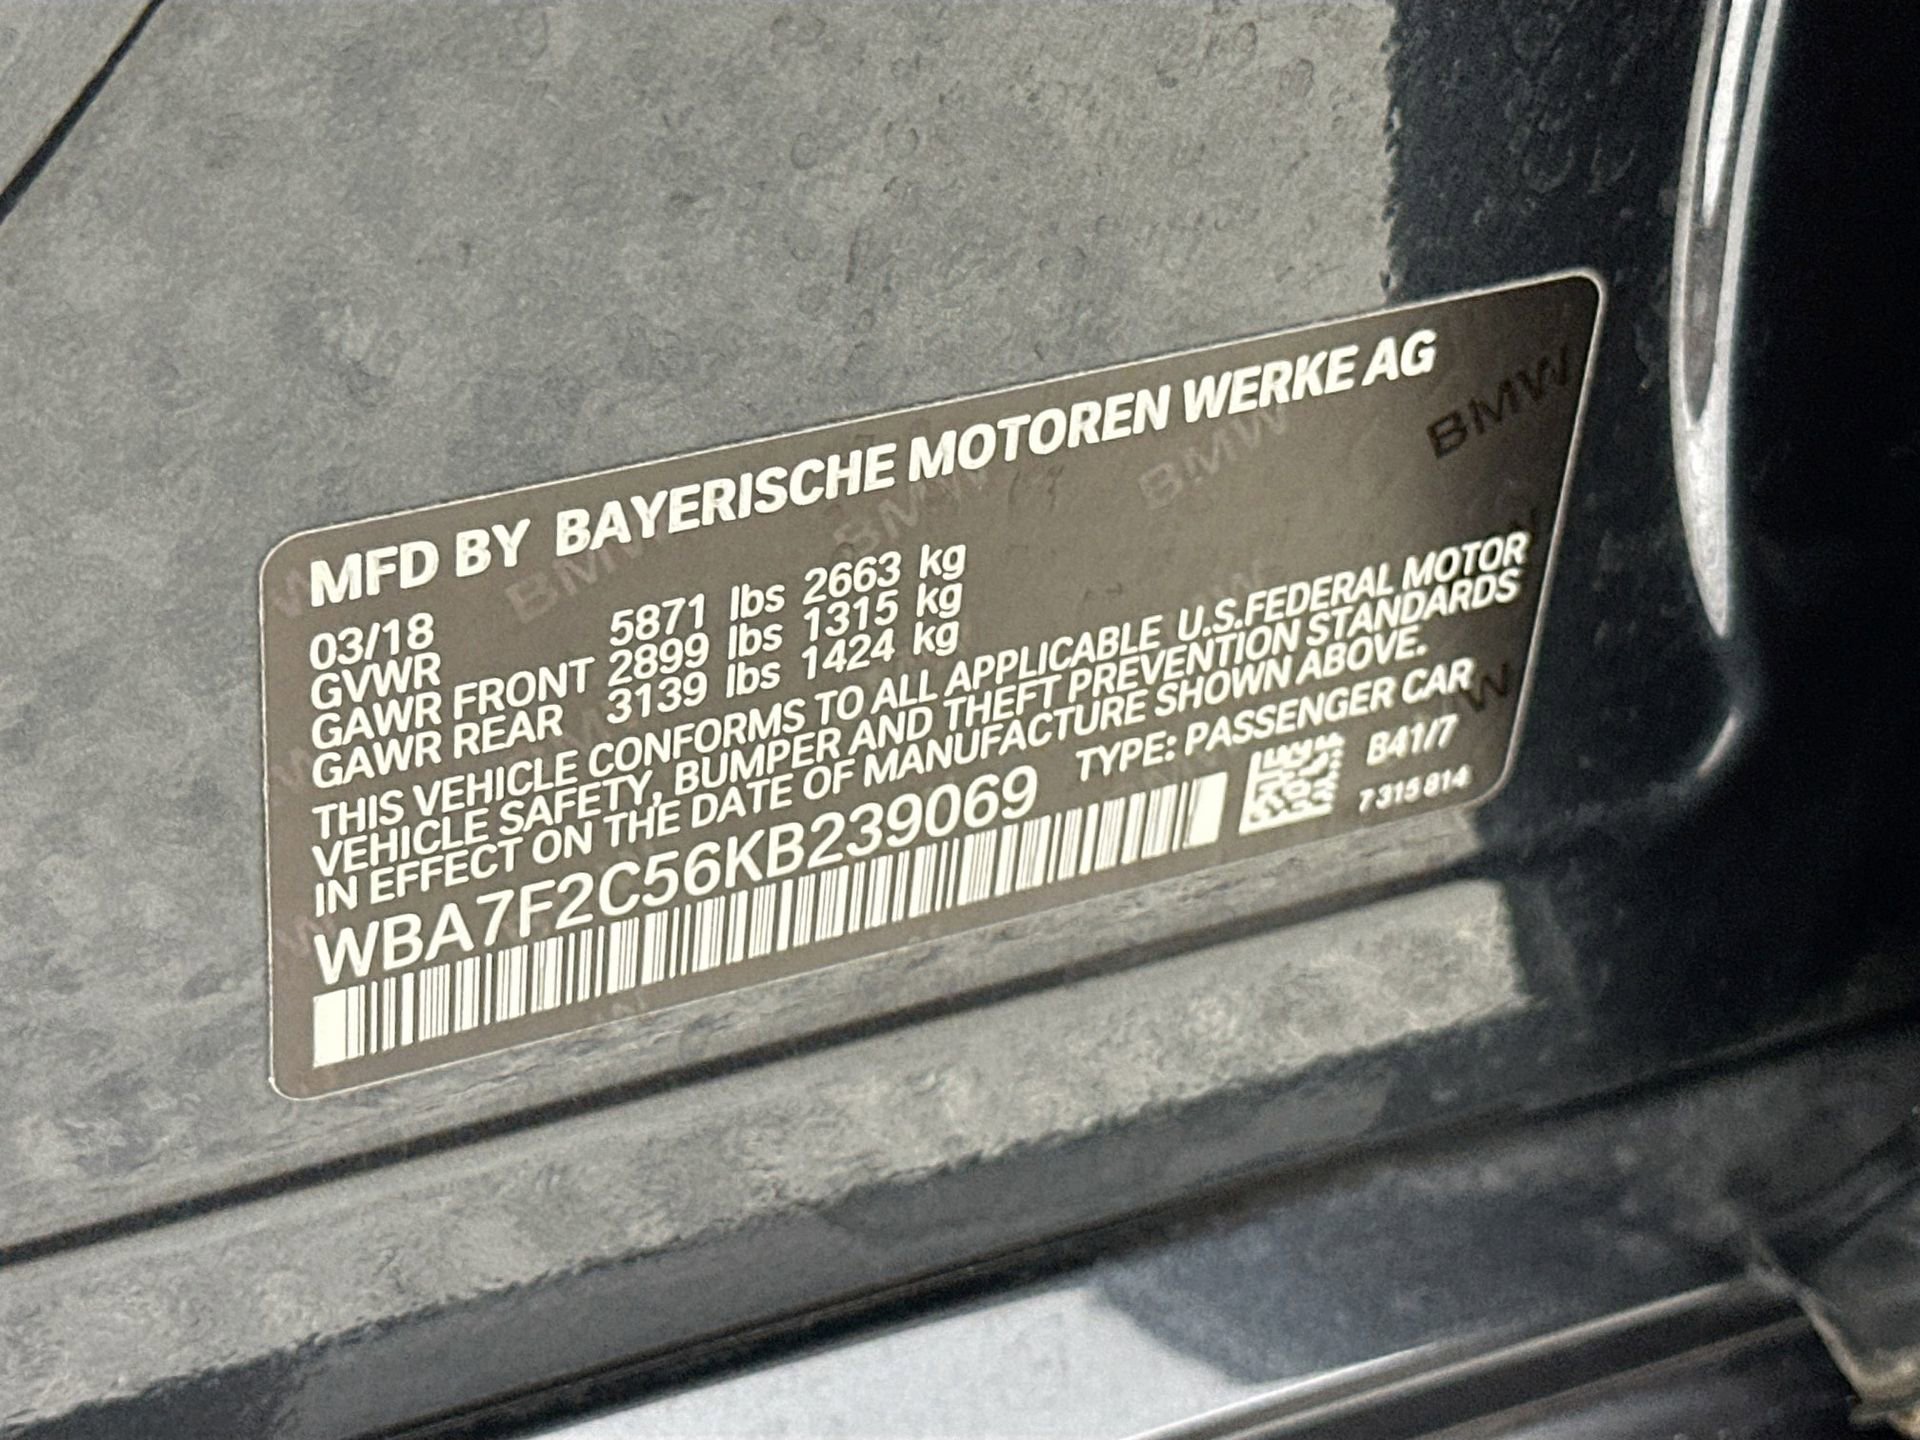 MFD BY BAYERISCHE MOTOREN WERKE AG
03/18
GVWR 5871 lbs 2663 kg
GAWR FRONT 2899 lbs 1315 kg
GAWR REAR 3139 lbs 1424 kg
THIS VEHICLE CONFORMS TO ALL APPLICABLE U.S.FEDERAL MOTOR
VEHICLE SAFETY, BUMPER AND THEFT PREVENTION STANDARDS
IN EFFECT ON THE DATE OF MANUFACTURE SHOWN ABOVE.
WBA7F2C56KB239069 TYPE: PASSENGER CAR
B41/7
7 315 814
BMW
BMW
BMW
BMW